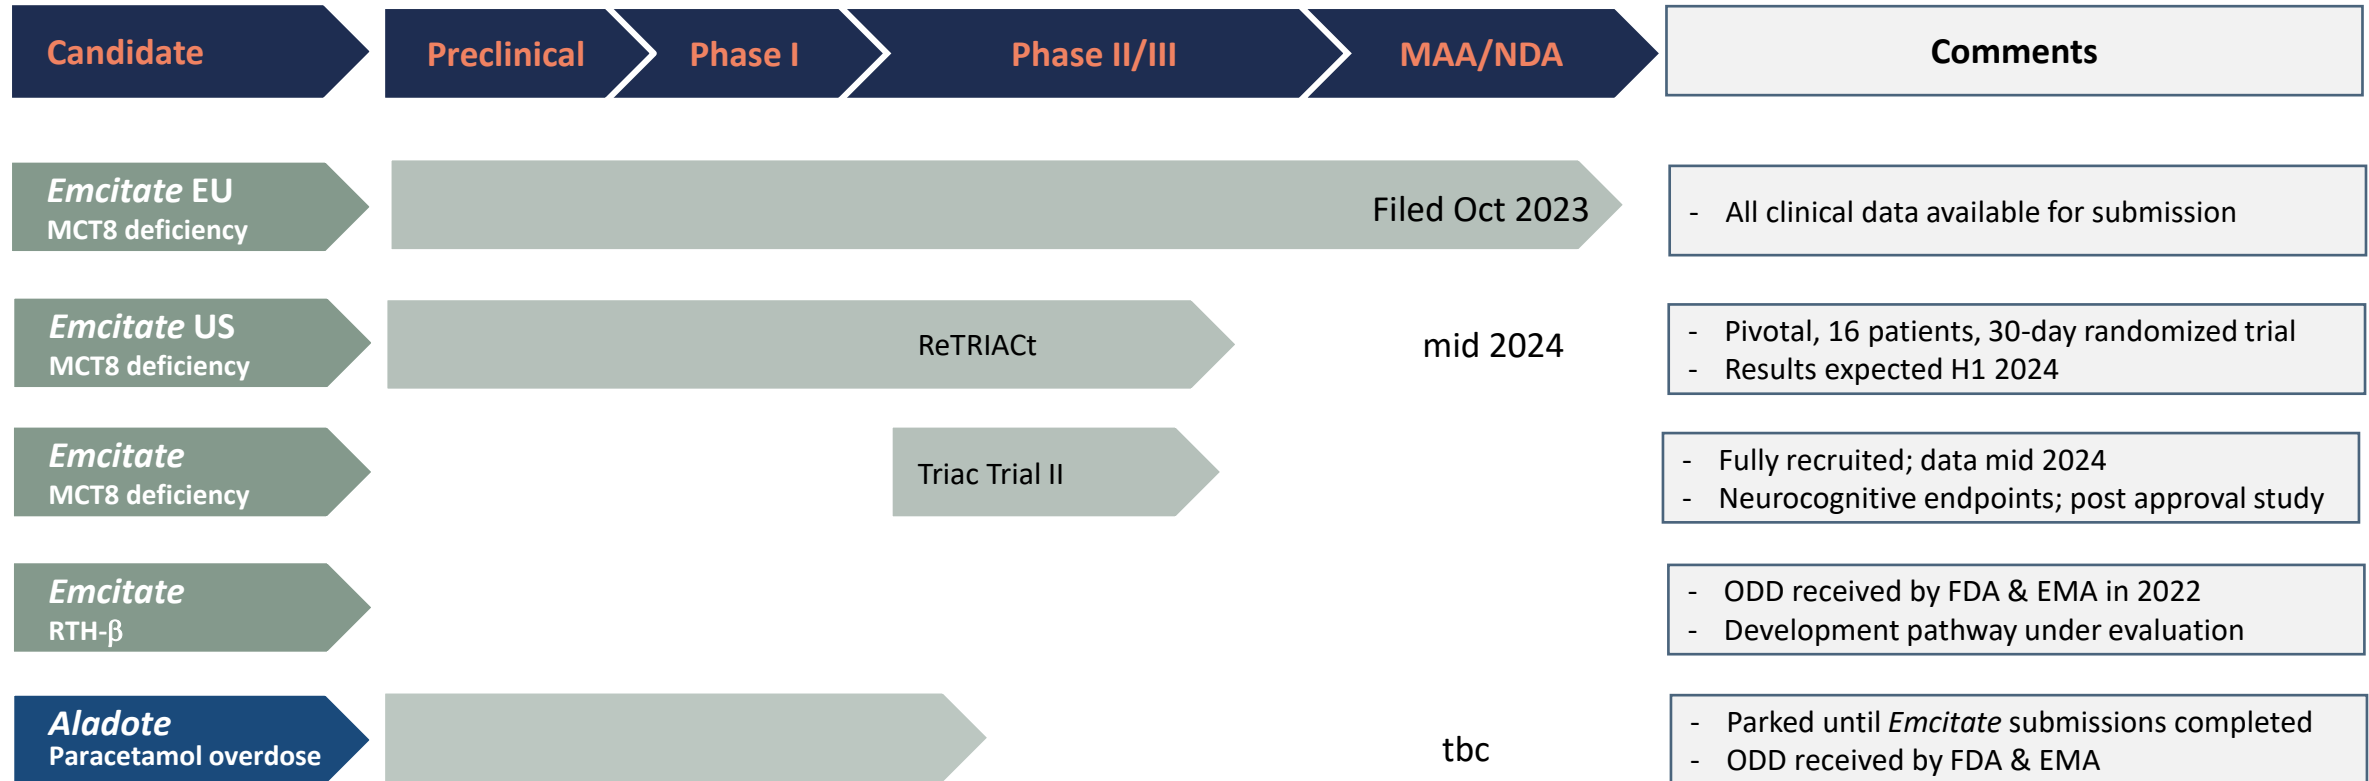 Candidate
Preclinical
Phase I
Phase II/III
MAA/NDA
Comments
Emcitate EU
MCT8 deficiency
Filed Oct 2023
- All clinical data available for submission
Emcitate US
MCT8 deficiency
ReTRIACt
mid 2024
- Pivotal, 16 patients, 30-day randomized trial
- Results expected H1 2024
Emcitate
MCT8 deficiency
Triac Trial II
- Fully recruited; data mid 2024
- Neurocognitive endpoints; post approval study
Emcitate
RTH-β
- ODD received by FDA & EMA in 2022
- Development pathway under evaluation
Aladote
Paracetamol overdose
tbc
- Parked until Emcitate submissions completed
- ODD received by FDA & EMA